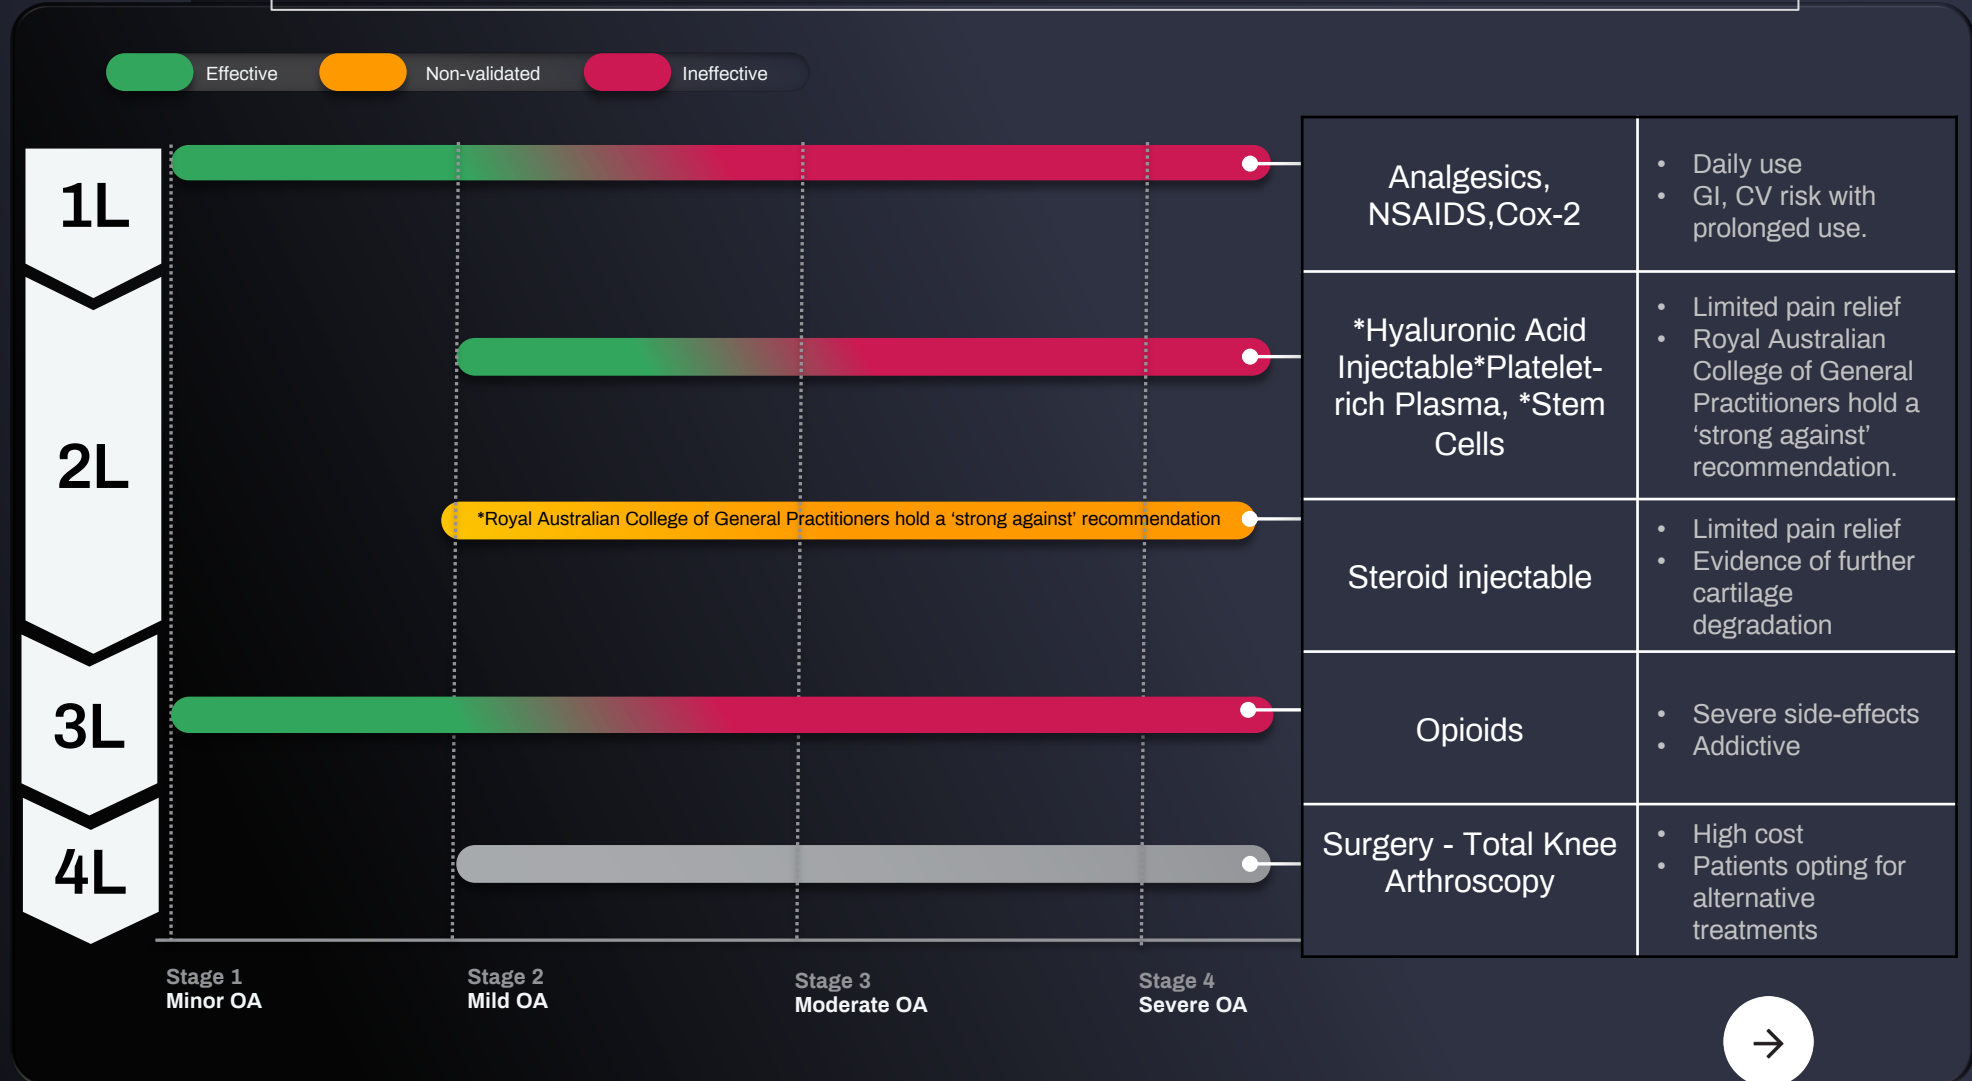 Effective
Non-validated
Ineffective
1L
Analgesics,
NSAIDS,Cox-2
• Daily use
• GI, CV risk with
prolonged use.
2L
*Hyaluronic Acid
Injectable*Platelet-
rich Plasma, *Stem
Cells
• Limited pain relief
• Royal Australian
College of General
Practitioners hold a
‘strong against’
recommendation.
*Royal Australian College of General Practitioners hold a ‘strong against’ recommendation
Steroid injectable
• Limited pain relief
• Evidence of further
cartilage
degradation
3L
Opioids
• Severe side-effects
• Addictive
4L
Surgery - Total Knee
Arthroscopy
• High cost
• Patients opting for
alternative
treatments
Stage 1
Minor OA
Stage 2
Mild OA
Stage 3
Moderate OA
Stage 4
Severe OA